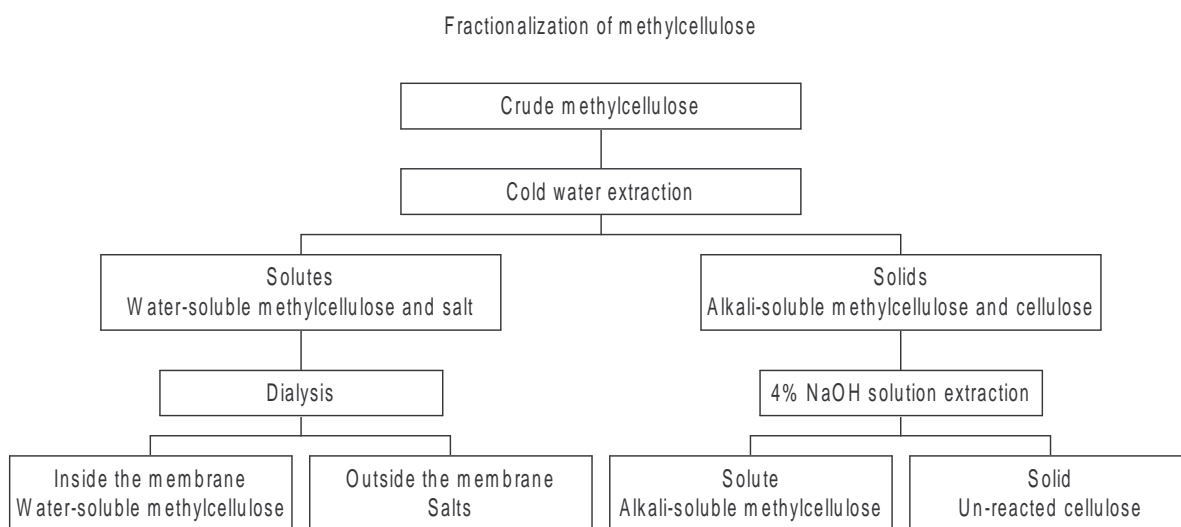 Fractionalization of methylcellulose
Crude methylcellulose
Cold water extraction
Solutes
Water-soluble methylcellulose and salt
Solids
Alkali-soluble methylcellulose and cellulose
Dialysis
4% NaOH solution extraction
Inside the membrane
Water-soluble methylcellulose
Outside the membrane
Salts
Solute
Alkali-soluble methylcellulose
Solid
Un-reacted cellulose